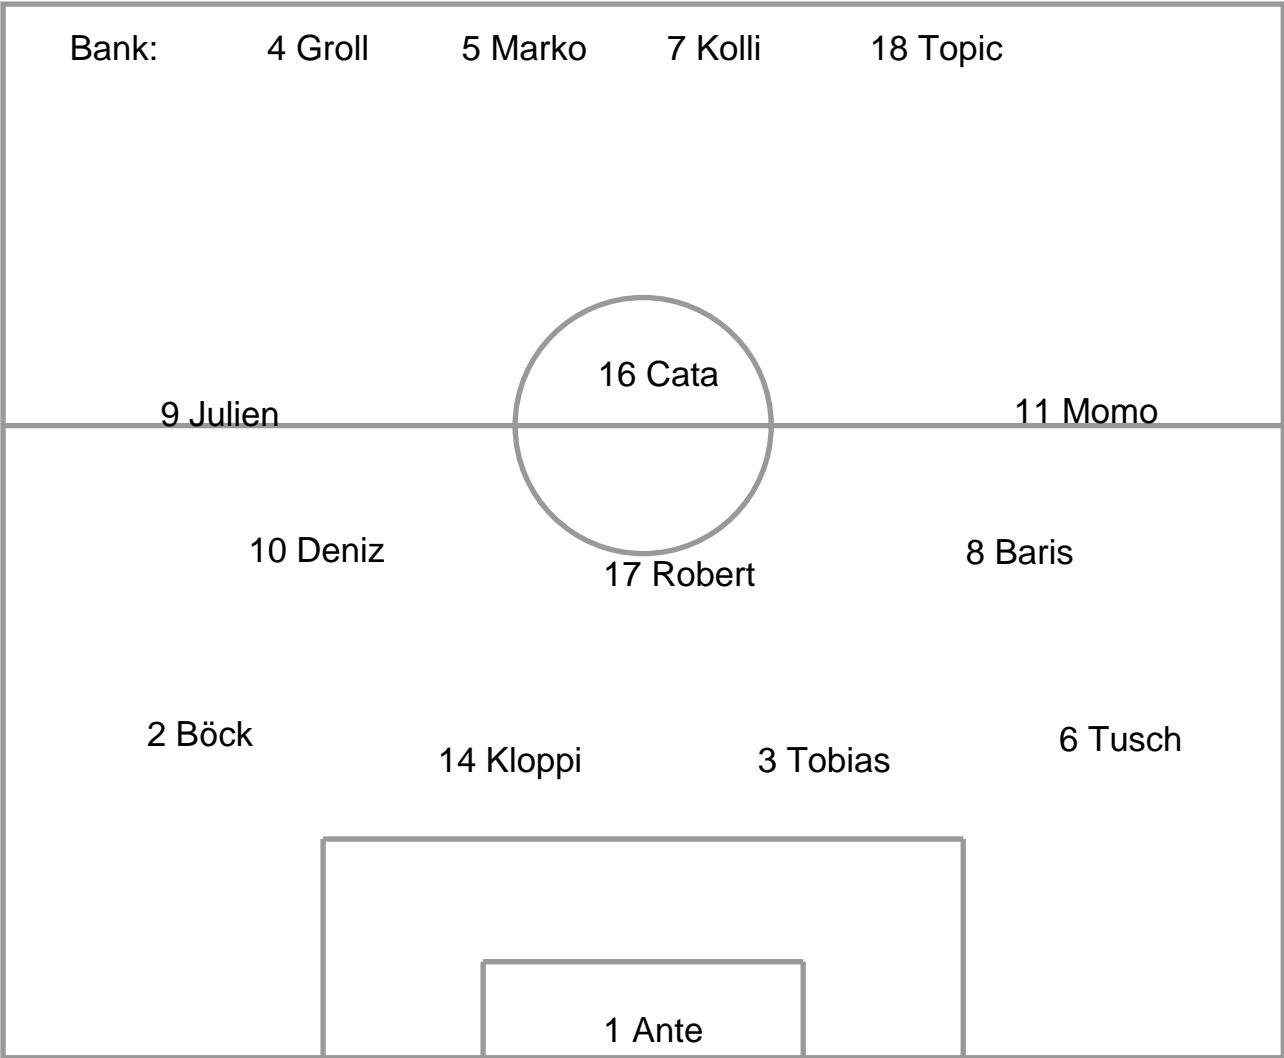 Bank: 4 Groll 5 Marko 7 Kolli 18 Topic
16 Cata
9 Julien 11 Momo
10 Deniz 17 Robert 8 Baris
2 Böck 14 Kloppi 3 Tobias 6 Tusch
1 Ante